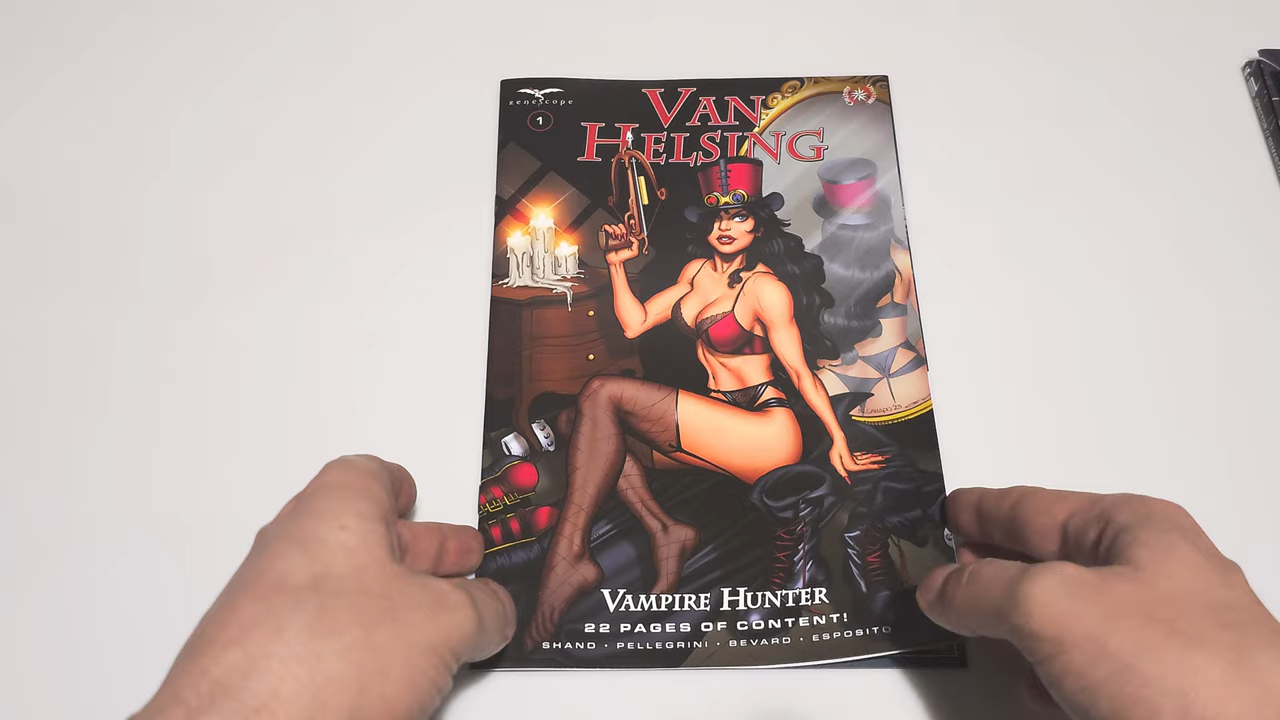 zenescope
1
VAN
HELSING
VAMPIRE HUNTER
22 PAGES OF CONTENT!
SHAND • PELLEGRINI • BEVARD • ESPOSITO